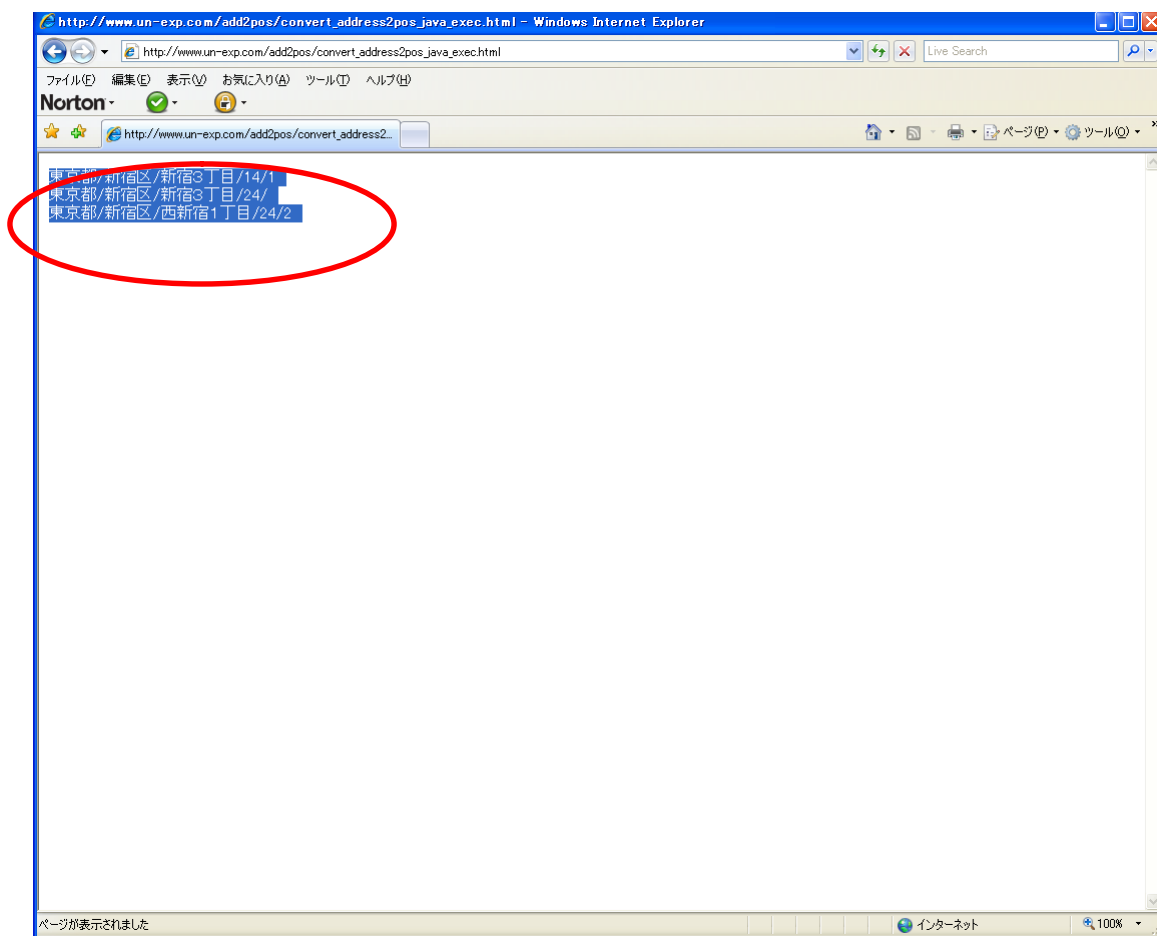 http://www.un-exp.com/add2pos/convert_address2pos_java_exec.html - Windows Internet Explorer
http://www.un-exp.com/add2pos/convert_address2pos_java_exec.html
Live Search
ファイル(F) 編集(E) 表示(V) お気に入り(A) ツール(T) ヘルプ(H)
Norton
http://www.un-exp.com/add2pos/convert_address2...
ページ(P) ツール(O) »
東京都/新宿区/新宿3丁目/14/1
東京都/新宿区/新宿3丁目/24/
東京都/新宿区/西新宿1丁目/24/2
ページが表示されました
インターネット
100%